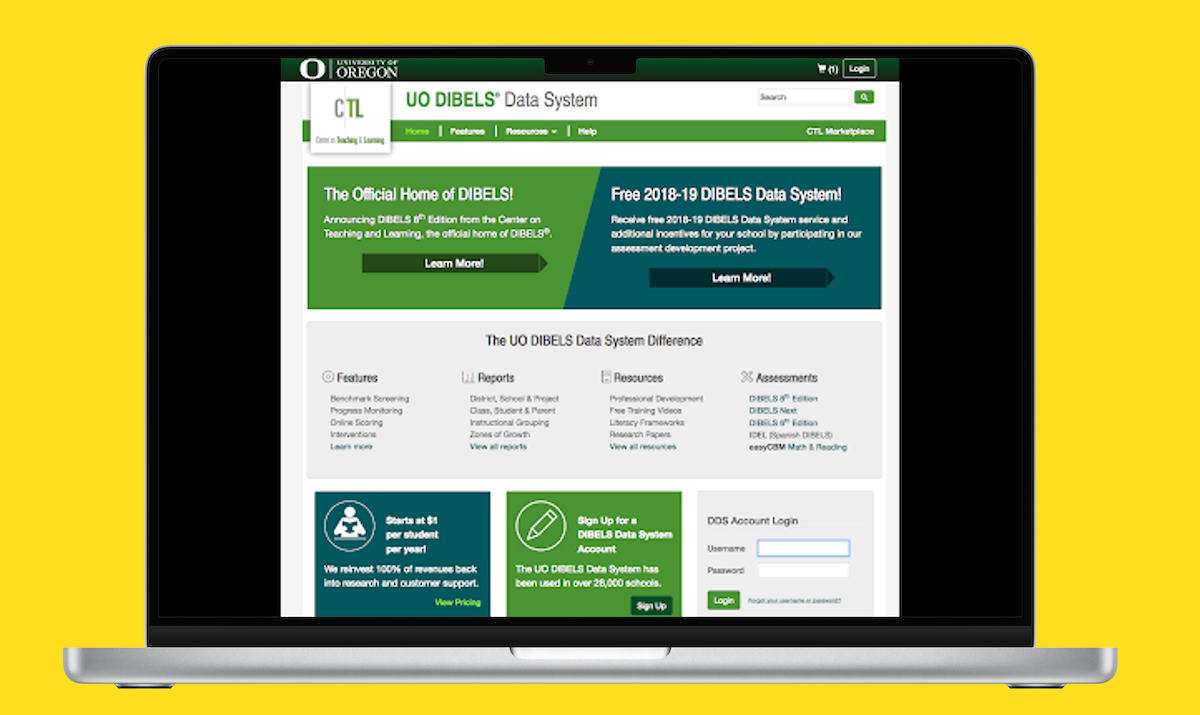 UNIVERSITY OF
OREGON
(1)
Login
CTL
Center on Teaching & Learning
UO DIBELS® Data System
Search
Home
Features
Resources
Help
CTL Marketplace
The Official Home of DIBELS!
Announcing DIBELS 8th Edition from the Center on
Teaching and Learning, the official home of DIBELS®.
Learn More!
Free 2018-19 DIBELS Data System!
Receive free 2018-19 DIBELS Data System service and
additional incentives for your school by participating in our
assessment development project.
Learn More!
The UO DIBELS Data System Difference
Features
Benchmark Screening
Progress Monitoring
Online Scoring
Interventions
Learn more
Reports
District, School & Project
Class, Student & Parent
Instructional Grouping
Zones of Growth
View all reports
Resources
Professional Development
Free Training Videos
Literacy Frameworks
Research Papers
View all resources
Assessments
DIBELS 8th Edition
DIBELS Next
DIBELS 6th Edition
IDEL (Spanish DIBELS)
easyCBM Math & Reading
Starts at $1
per student
per year!
We reinvest 100% of revenues back
into research and customer support.
View Pricing
Sign Up for a
DIBELS Data System
Account
The UO DIBELS Data System has
been used in over 28,000 schools.
Sign Up
DDS Account Login
Username
Password
Login
Forgot your username or password?